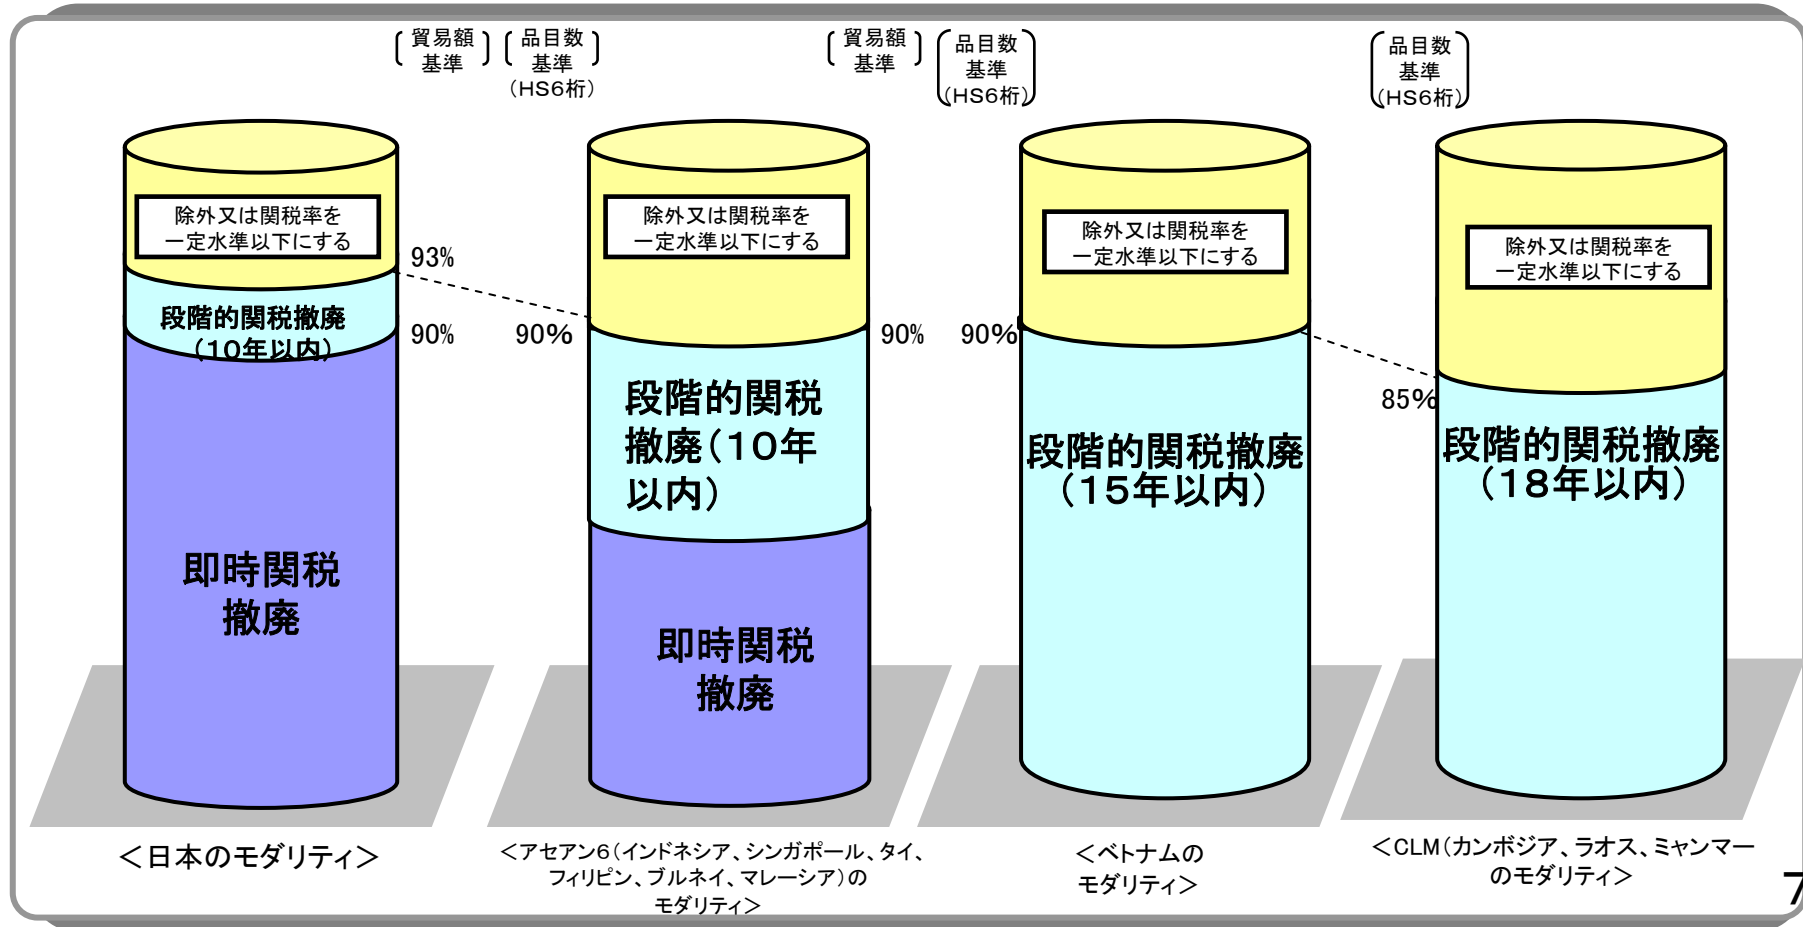 貿易額
基準
品目数
基準
（HS6桁）
貿易額
基準
品目数
基準
（HS6桁）
品目数
基準
（HS6桁）
除外又は関税率を
一定水準以下にする
93%
段階的関税撤廃
（10年以内）
90%
即時関税
撤廃
＜日本のモダリティ＞
除外又は関税率を
一定水準以下にする
90%
90%
段階的関税
撤廃（10年
以内）
即時関税
撤廃
＜アセアン6（インドネシア、シンガポール、タイ、
フィリピン、ブルネイ、マレーシア）の
モダリティ＞
除外又は関税率を
一定水準以下にする
90%
段階的関税撤廃
（15年以内）
＜ベトナムの
モダリティ＞
除外又は関税率を
一定水準以下にする
85%
段階的関税撤廃
（18年以内）
＜CLM（カンボジア、ラオス、ミャンマー
のモダリティ＞
7